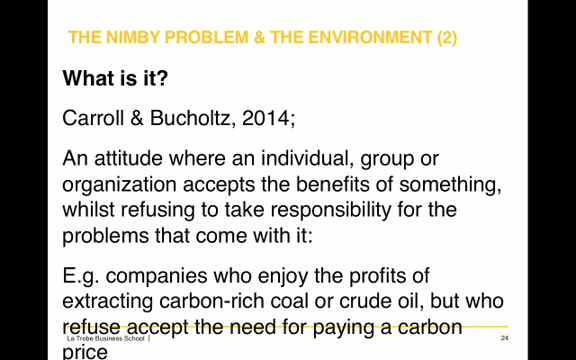 THE NIMBY PROBLEM & THE ENVIRONMENT (2)
What is it?
Carroll & Bucholtz, 2014;
An attitude where an individual, group or
organization accepts the benefits of something,
whilst refusing to take responsibility for the
problems that come with it:
E.g. companies who enjoy the profits of
extracting carbon-rich coal or crude oil, but who
refuse accept the need for paying a carbon
La Trobe Business School |
24
price